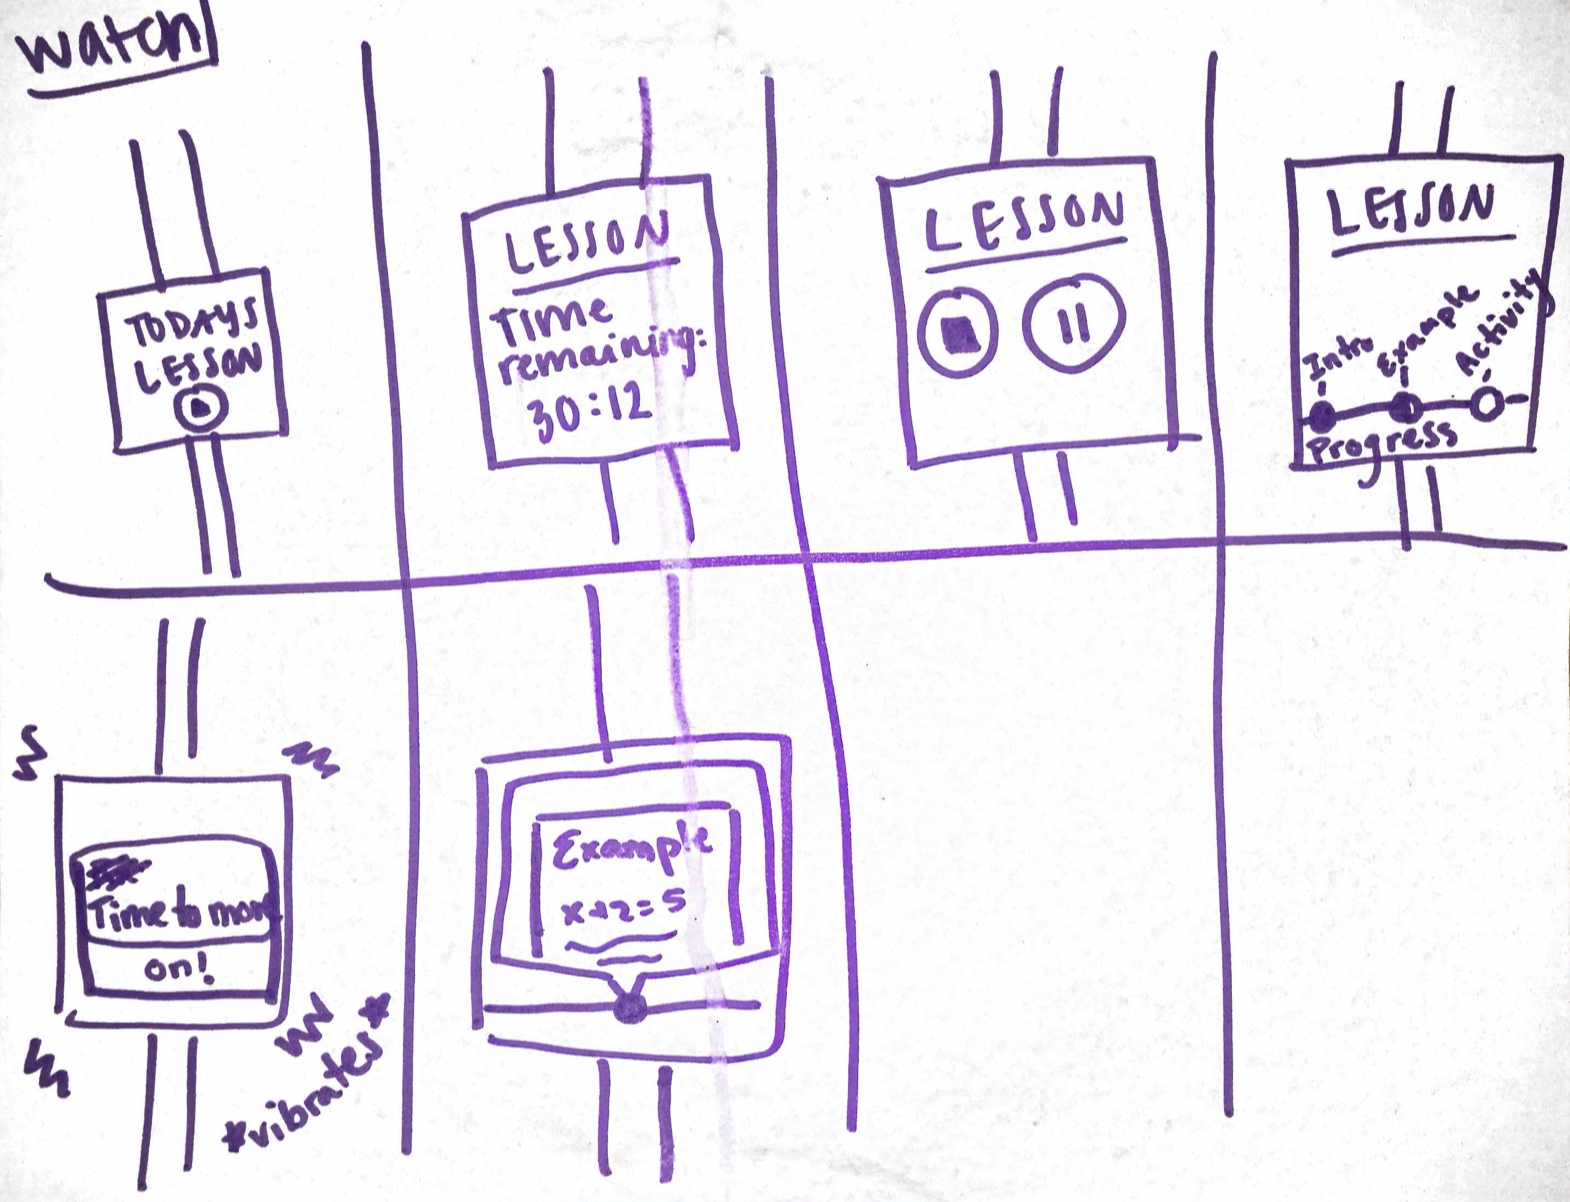 watch
TODAYS
LESSON
LESSON
Time
remaining:
30:12
LESSON
LESSON
Intro
Example
Activity
Progress
Time to more
on!
*vibrates*
Example
x+2=5